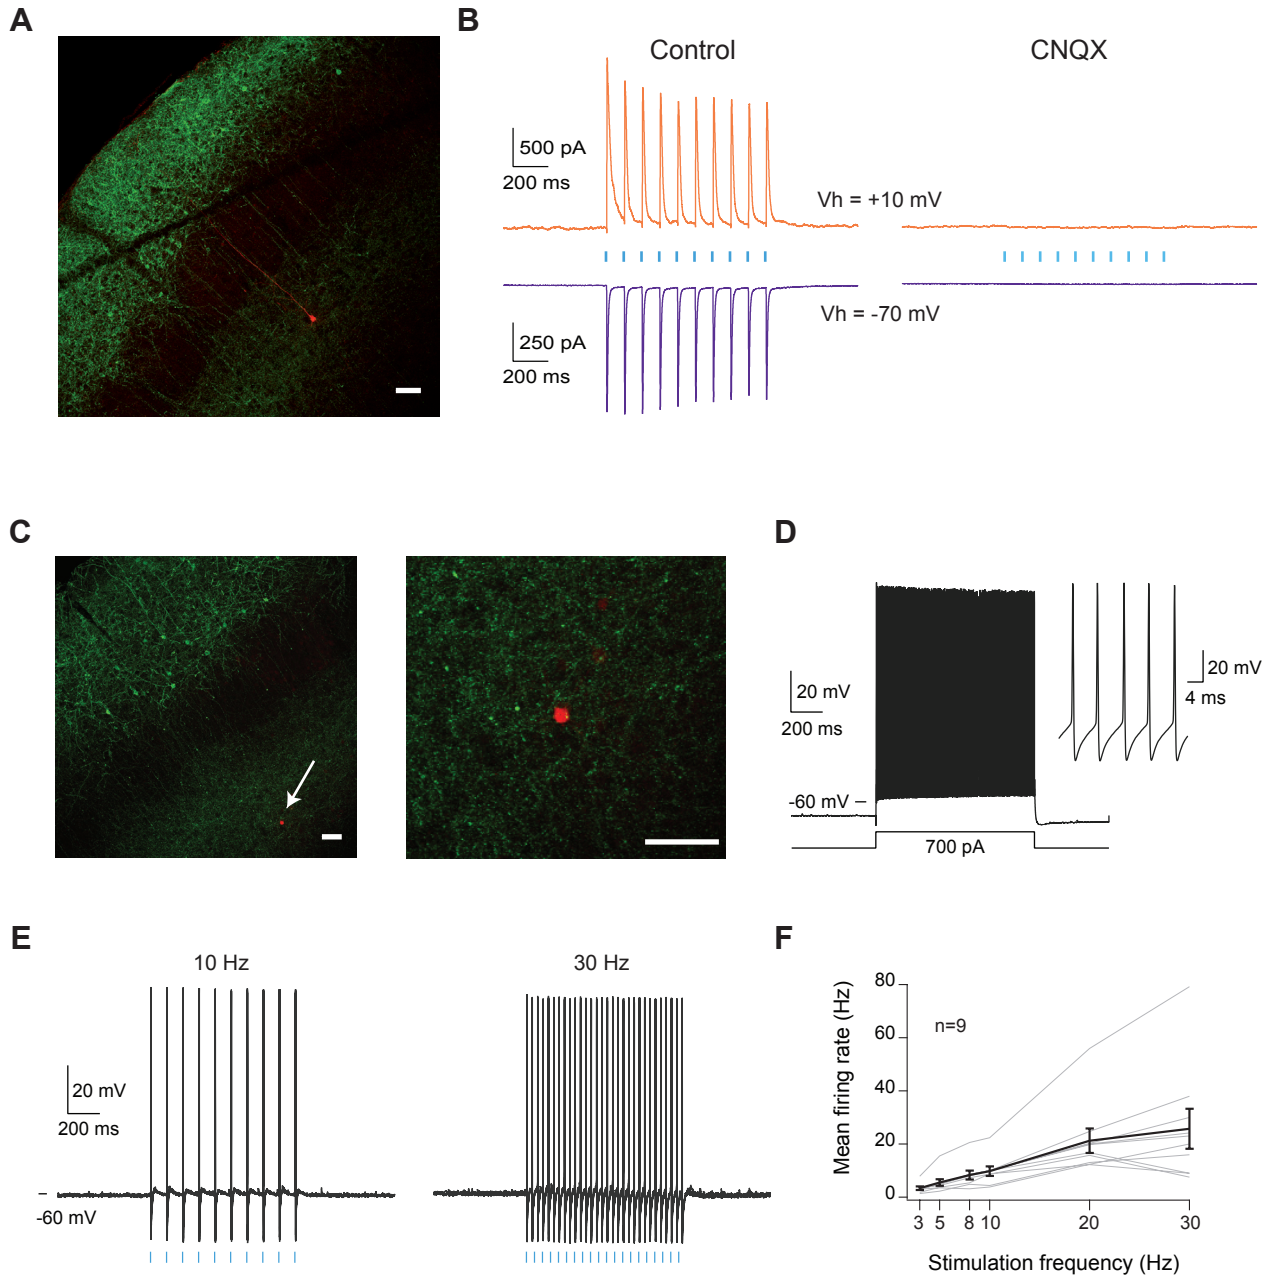 A
B
Control
CNQX
500 pA
200 ms
Vh = +10 mV
Vh = -70 mV
250 pA
200 ms
C
D
20 mV
200 ms
20 mV
4 ms
-60 mV
700 pA
E
10 Hz
30 Hz
20 mV
200 ms
-60 mV
F
Mean firing rate (Hz)
80
60
40
20
0
n=9
3
5
8
10
20
30
Stimulation frequency (Hz)